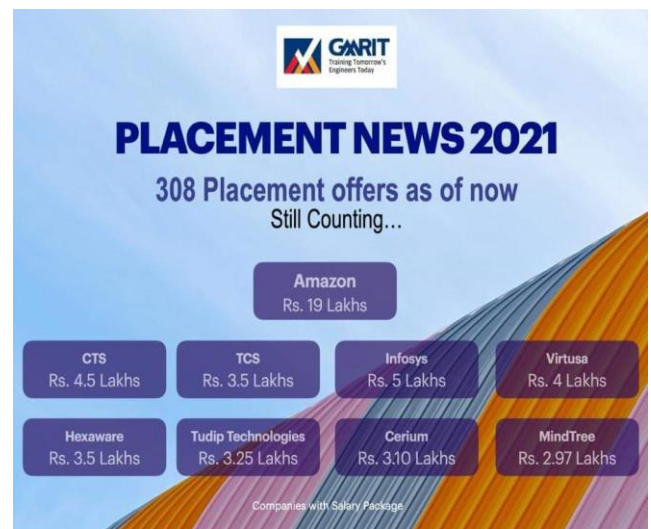 GMRIT
Training Tomorrow's
Engineers Today
PLACEMENT NEWS 2021
308 Placement offers as of now
Still Counting...
Amazon
Rs. 19 Lakhs
CTS
Rs. 4.5 Lakhs
TCS
Rs. 3.5 Lakhs
Infosys
Rs. 5 Lakhs
Virtusa
Rs. 4 Lakhs
Hexaware
Rs. 3.5 Lakhs
Tudip Technologies
Rs. 3.25 Lakhs
Cerium
Rs. 3.10 Lakhs
MindTree
Rs. 2.97 Lakhs
Companies with Salary Package